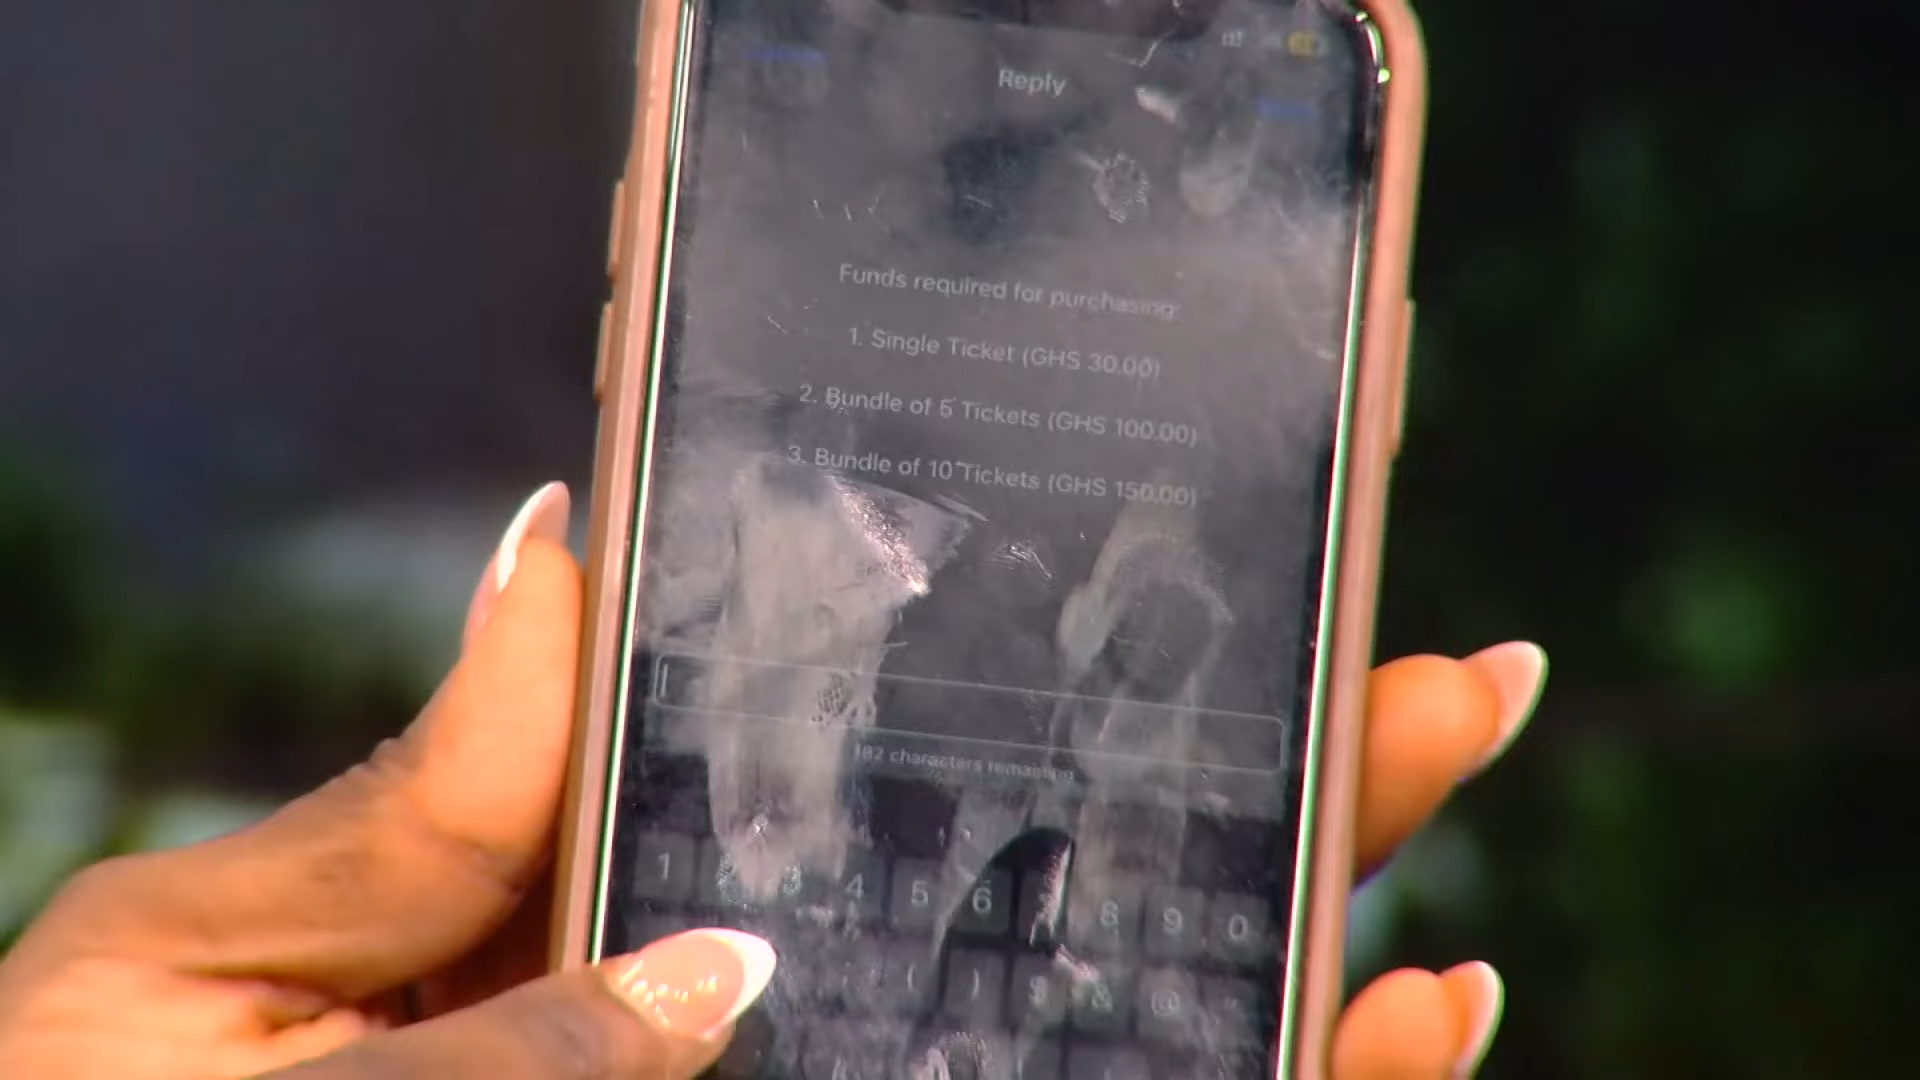 Reply
Funds required for purchasing:
1. Single Ticket (GHS 30.00)
2. Bundle of 5 Tickets (GHS 100.00)
3. Bundle of 10 Tickets (GHS 150.00)
182 characters remaining
1 2 3 4 5 6 8 9 0
( ) $ & @ "